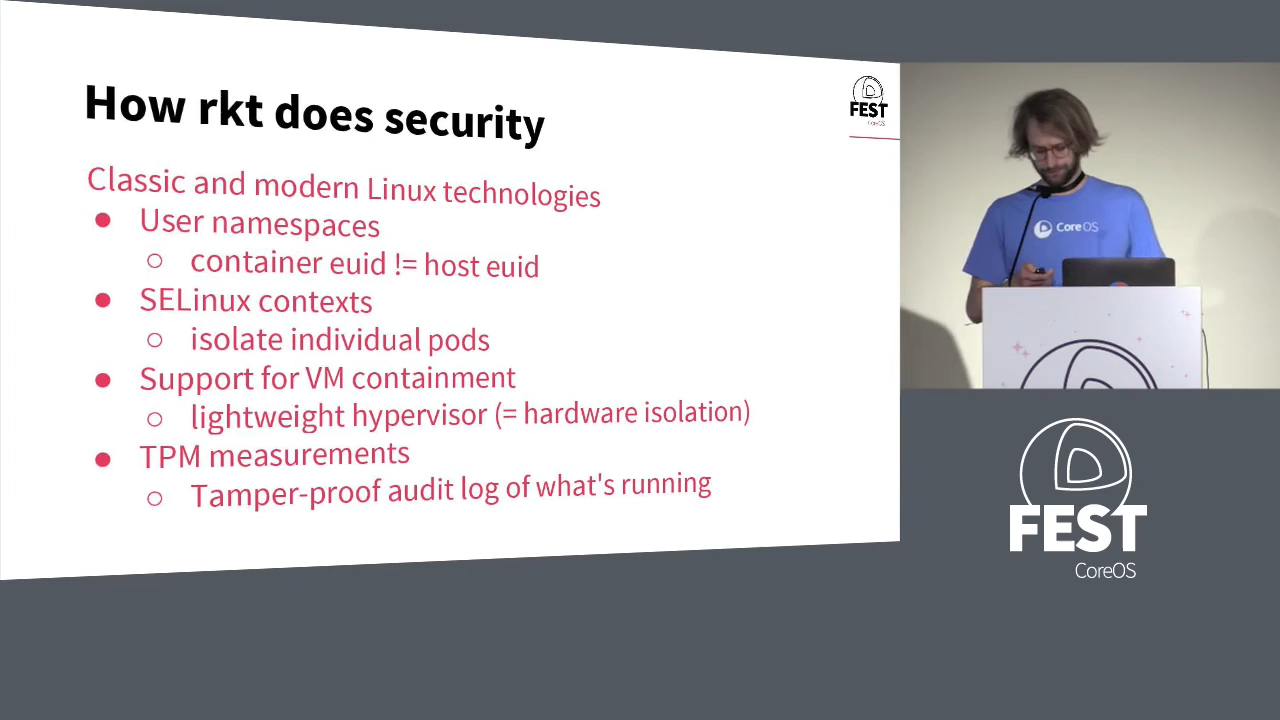 How rkt does security
FEST
CoreOS
Classic and modern Linux technologies
● User namespaces
○ container euid != host euid
● SELinux contexts
○ isolate individual pods
● Support for VM containment
○ lightweight hypervisor (= hardware isolation)
● TPM measurements
○ Tamper-proof audit log of what's running
Core OS
FEST
CoreOS